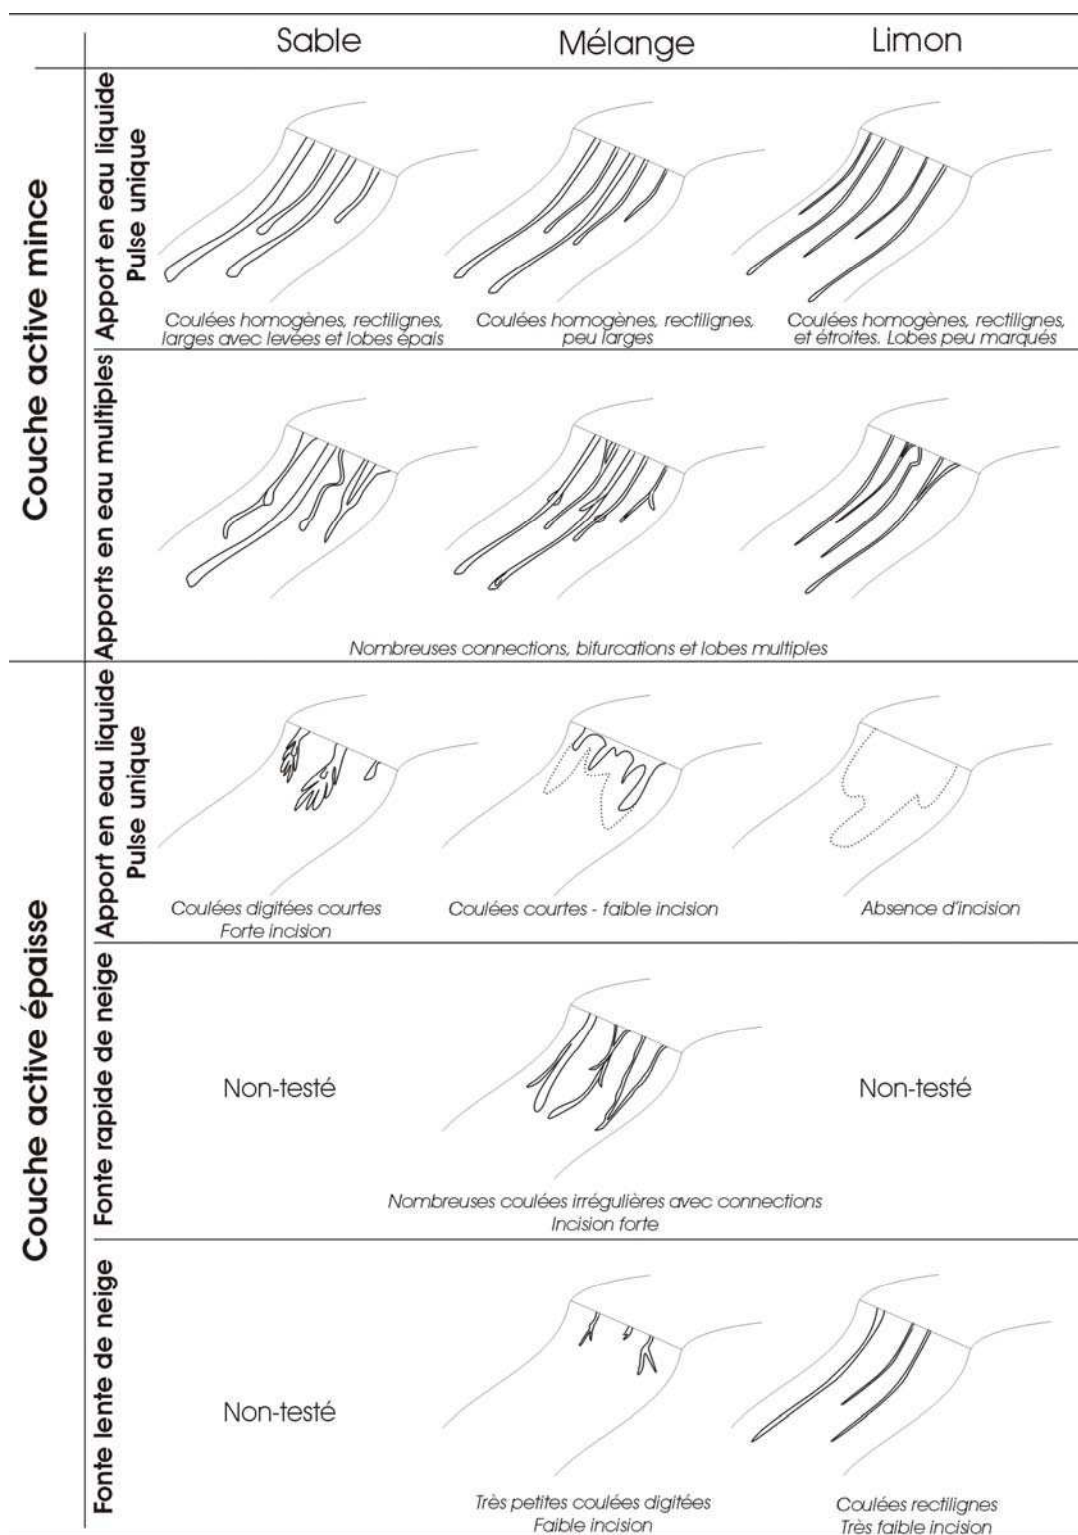 Sable Mélange Limon
Couche active mince
Apport en eau liquide
Pulse unique
Coulées homogènes, rectilignes,
larges avec levées et lobes épais
Coulées homogènes, rectilignes,
peu larges
Coulées homogènes, rectilignes,
et étroites. Lobes peu marqués
Apports en eau multiples
Nombreuses connections, bifurcations et lobes multiples
Couche active épaisse
Apport en eau liquide
Pulse unique
Coulées digitées courtes
Forte incision
Coulées courtes - faible incision
Absence d'incision
Fonte rapide de neige
Non-testé
Nombreuses coulées irrégulières avec connections
Incision forte
Non-testé
Fonte lente de neige
Non-testé
Très petites coulées digitées
Faible incision
Coulées rectilignes
Très faible incision